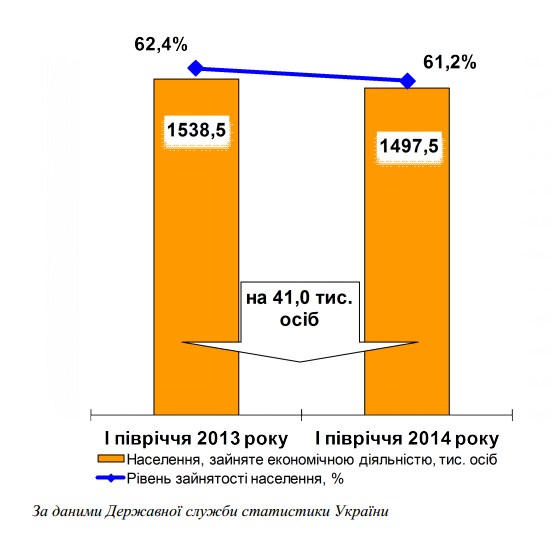 62,4%
61,2%
1538,5
1497,5
на 41,0 тис.
осіб
І півріччя 2013 року
І півріччя 2014 року
Населення, зайняте економічною діяльністю, тис. осіб
Рівень зайнятості населення, %
За даними Державної служби статистики України